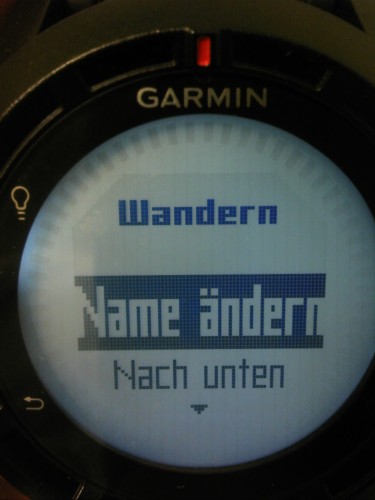 GARMIN
Wandern
Name ändern
Nach unten